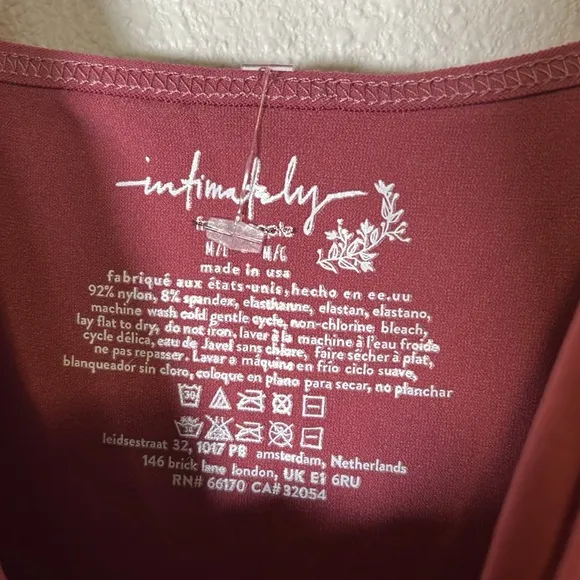 intimately
made in usa
fabriqué aux états-unis, hecho en ee.uu
92% nylon, 8% spandex, elasthanne, elastan, elastano,
machine wash cold gentle cycle, non-chlorine bleach,
lay flat to dry, do not iron. laver à la machine à l'eau froide
cycle délica, eau de Javel sans chlore, faire sécher à plat,
ne pas repasser. Lavar a máquina en frío ciclo suave,
blanqueador sin cloro, coloque en plano para secar, no planchar
30
leidsestraat 32, 1017 PB amsterdam, Netherlands
146 brick lane london, UK E1 6RU
RN# 66170 CA# 32054